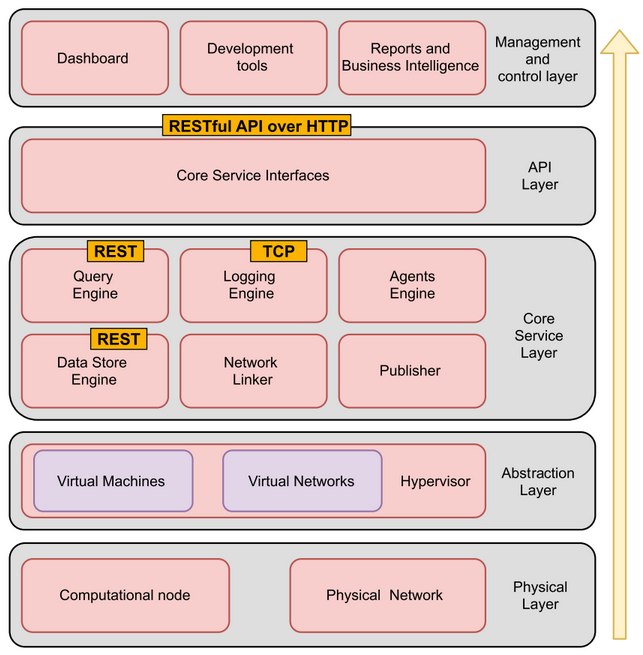 Dashboard
Development
tools
Reports and
Business Intelligence
Management
and
control layer
RESTful API over HTTP
Core Service Interfaces
API
Layer
REST
Query
Engine
TCP
Logging
Engine
Agents
Engine
REST
Data Store
Engine
Network
Linker
Publisher
Core
Service
Layer
Virtual Machines
Virtual Networks
Hypervisor
Abstraction
Layer
Computational node
Physical  Network
Physical
Layer